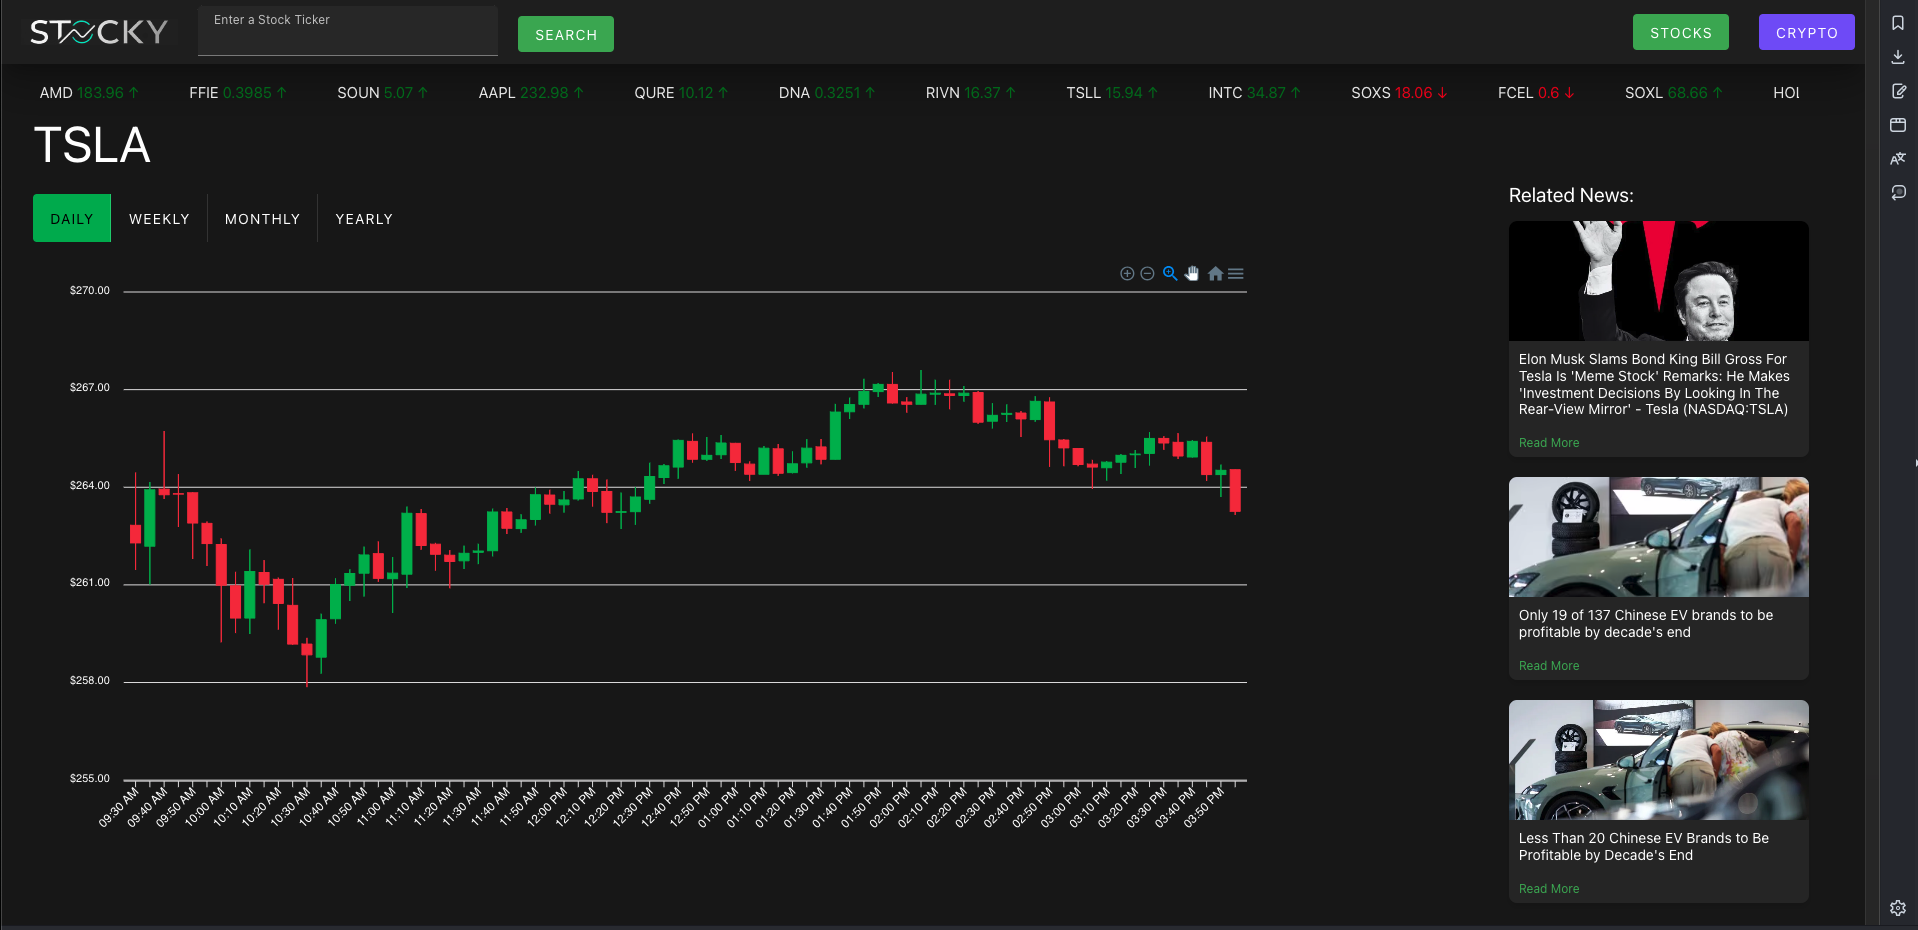 STOCKY
Enter a Stock Ticker
SEARCH
STOCKS
CRYPTO
AMD 183.96 ↑ FFIE 0.3985 ↑ SOUN 5.07 ↑ AAPL 232.98 ↑ QURE 10.12 ↑ DNA 0.3251 ↑ RIVN 16.37 ↑ TSLL 15.94 ↑ INTC 34.87 ↑ SOXS 18.06 ↓ FCEL 0.6 ↓ SOXL 68.66 ↑ HOL
TSLA
DAILY WEEKLY MONTHLY YEARLY
$270.00
$267.00
$264.00
$261.00
$258.00
$255.00
09:30 AM 09:40 AM 09:50 AM 10:00 AM 10:10 AM 10:20 AM 10:30 AM 10:40 AM 10:50 AM 11:00 AM 11:10 AM 11:20 AM 11:30 AM 11:40 AM 11:50 AM 12:00 PM 12:10 PM 12:20 PM 12:30 PM 12:40 PM 12:50 PM 01:00 PM 01:10 PM 01:20 PM 01:30 PM 01:40 PM 01:50 PM 02:00 PM 02:10 PM 02:20 PM 02:30 PM 02:40 PM 02:50 PM 03:00 PM 03:10 PM 03:20 PM 03:30 PM 03:40 PM 03:50 PM
Related News:
Elon Musk Slams Bond King Bill Gross For
Tesla Is 'Meme Stock' Remarks: He Makes
'Investment Decisions By Looking In The
Rear-View Mirror' - Tesla (NASDAQ:TSLA)
Read More
Only 19 of 137 Chinese EV brands to be
profitable by decade's end
Read More
Less Than 20 Chinese EV Brands to Be
Profitable by Decade's End
Read More